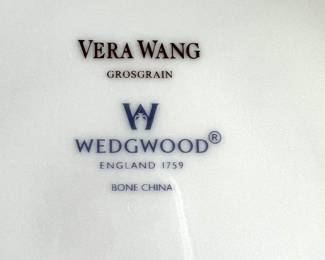 VERA WANG
GROSGRAIN
W
WEDGWOOD®
ENGLAND 1759
BONE CHINA